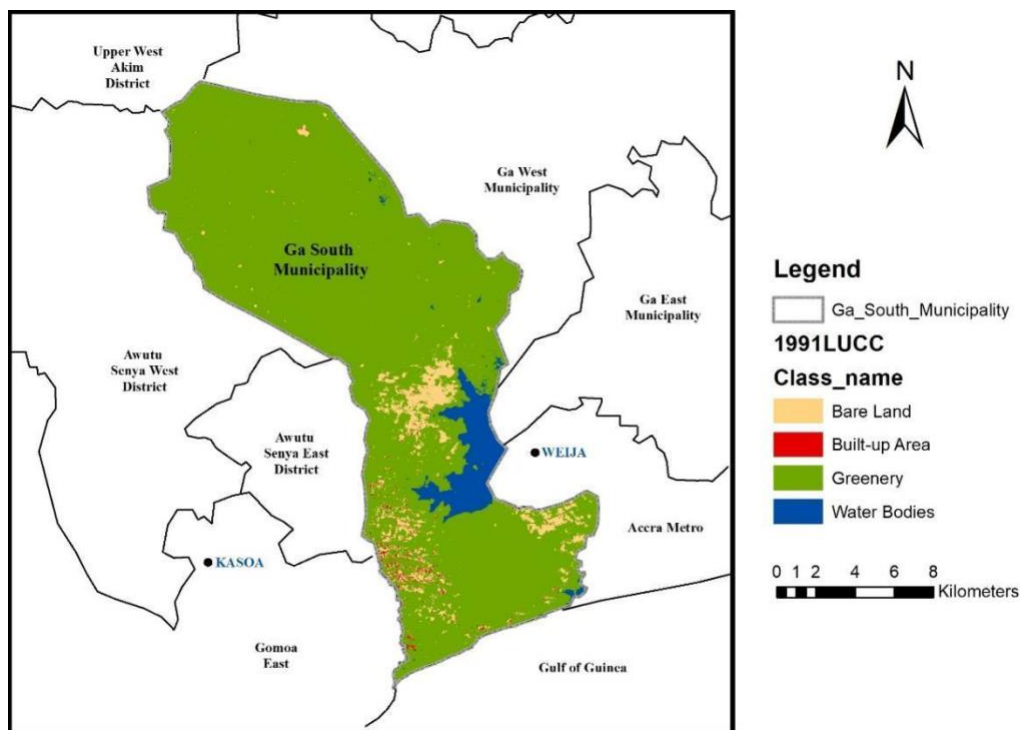 Upper West
Akim
District
N
Ga West
Municipality
Ga South
Municipality
Ga East
Municipality
Awutu
Senya West
District
Awutu
Senya East
District
WEIJA
Accra Metro
KASOA
Gomoa
East
Gulf of Guinea
Legend
Ga_South_Municipality
1991LUCC
Class_name
Bare Land
Built-up Area
Greenery
Water Bodies
0 1 2 4 6 8
Kilometers